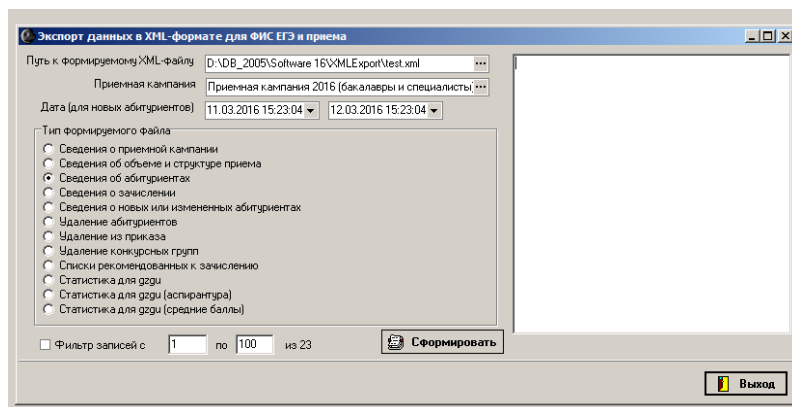 Экспорт данных в XML-формате для ФИС ЕГЭ и приема
Путь к формируемому XML-файлу D:\DB_2005\Software 16\XMLExport\test.xml ...
Приемная кампания Приемная кампания 2016 (бакалавры и специалисты) ...
Дата (для новых абитуриентов) 11.03.2016 15:23:04 12.03.2016 15:23:04
Тип формируемого файла
Сведения о приемной кампании
Сведения об объеме и структуре приема
Сведения об абитуриентах
Сведения о зачислении
Сведения о новых или измененных абитуриентах
Удаление абитуриентов
Удаление из приказа
Удаление конкурсных групп
Списки рекомендованных к зачислению
Статистика для gzgu
Статистика для gzgu (аспирантура)
Статистика для gzgu (средние баллы)
Фильтр записей с 1 по 100 из 23 Сформировать
Выход